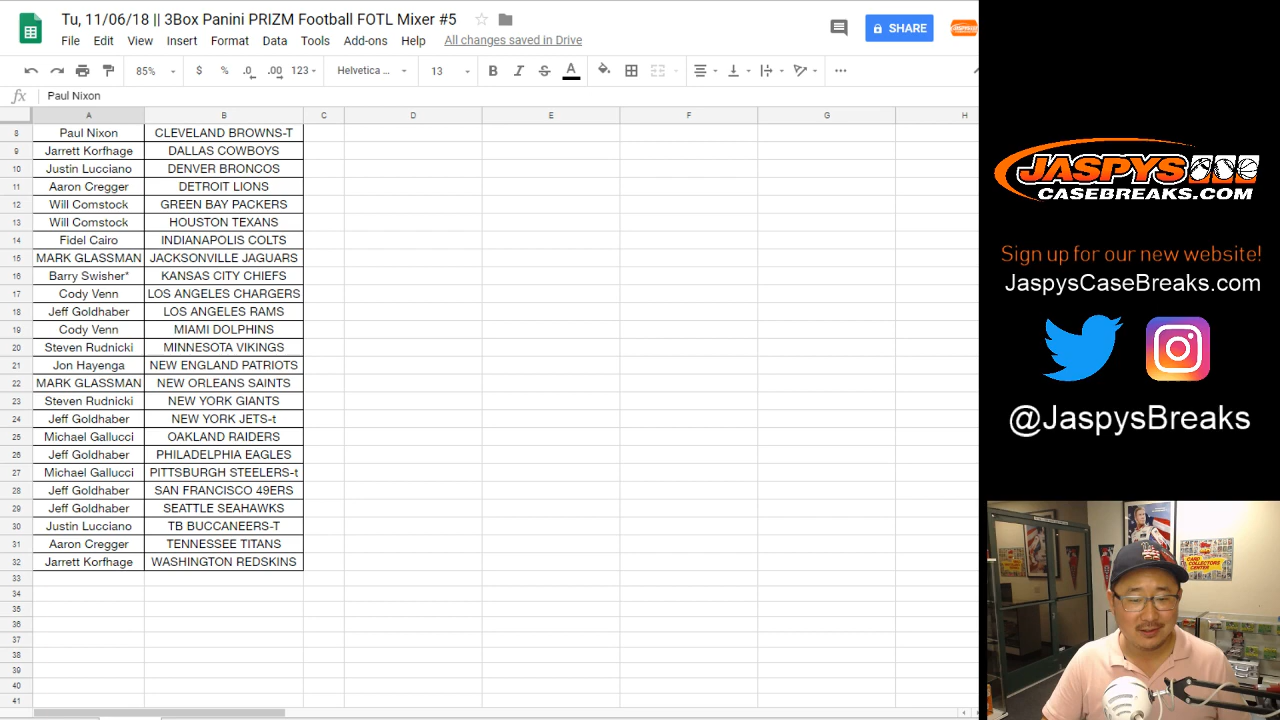 Tu, 11/06/18 || 3Box Panini PRIZM Football FOTL Mixer #5
File Edit View Insert Format Data Tools Add-ons Help All changes saved in Drive
SHARE
85% $ % .0 .00 123 Helvetica ... 13 B I S A
fx Paul Nixon
A B C D E F G H
8 Paul Nixon CLEVELAND BROWNS-T
9 Jarrett Korfhage DALLAS COWBOYS
10 Justin Lucciano DENVER BRONCOS
11 Aaron Cregger DETROIT LIONS
12 Will Comstock GREEN BAY PACKERS
13 Will Comstock HOUSTON TEXANS
14 Fidel Cairo INDIANAPOLIS COLTS
15 MARK GLASSMAN JACKSONVILLE JAGUARS
16 Barry Swisher* KANSAS CITY CHIEFS
17 Cody Venn LOS ANGELES CHARGERS
18 Jeff Goldhaber LOS ANGELES RAMS
19 Cody Venn MIAMI DOLPHINS
20 Steven Rudnicki MINNESOTA VIKINGS
21 Jon Hayenga NEW ENGLAND PATRIOTS
22 MARK GLASSMAN NEW ORLEANS SAINTS
23 Steven Rudnicki NEW YORK GIANTS
24 Jeff Goldhaber NEW YORK JETS-t
25 Michael Gallucci OAKLAND RAIDERS
26 Jeff Goldhaber PHILADELPHIA EAGLES
27 Michael Gallucci PITTSBURGH STEELERS-t
28 Jeff Goldhaber SAN FRANCISCO 49ERS
29 Jeff Goldhaber SEATTLE SEAHAWKS
30 Justin Lucciano TB BUCCANEERS-T
31 Aaron Cregger TENNESSEE TITANS
32 Jarrett Korfhage WASHINGTON REDSKINS
33
34
35
36
37
38
39
40
41
JASPYS
CASEBREAKS.COM
Sign up for our new website!
JaspysCaseBreaks.com
@JaspysBreaks
CARD COLLECTORS CENTER